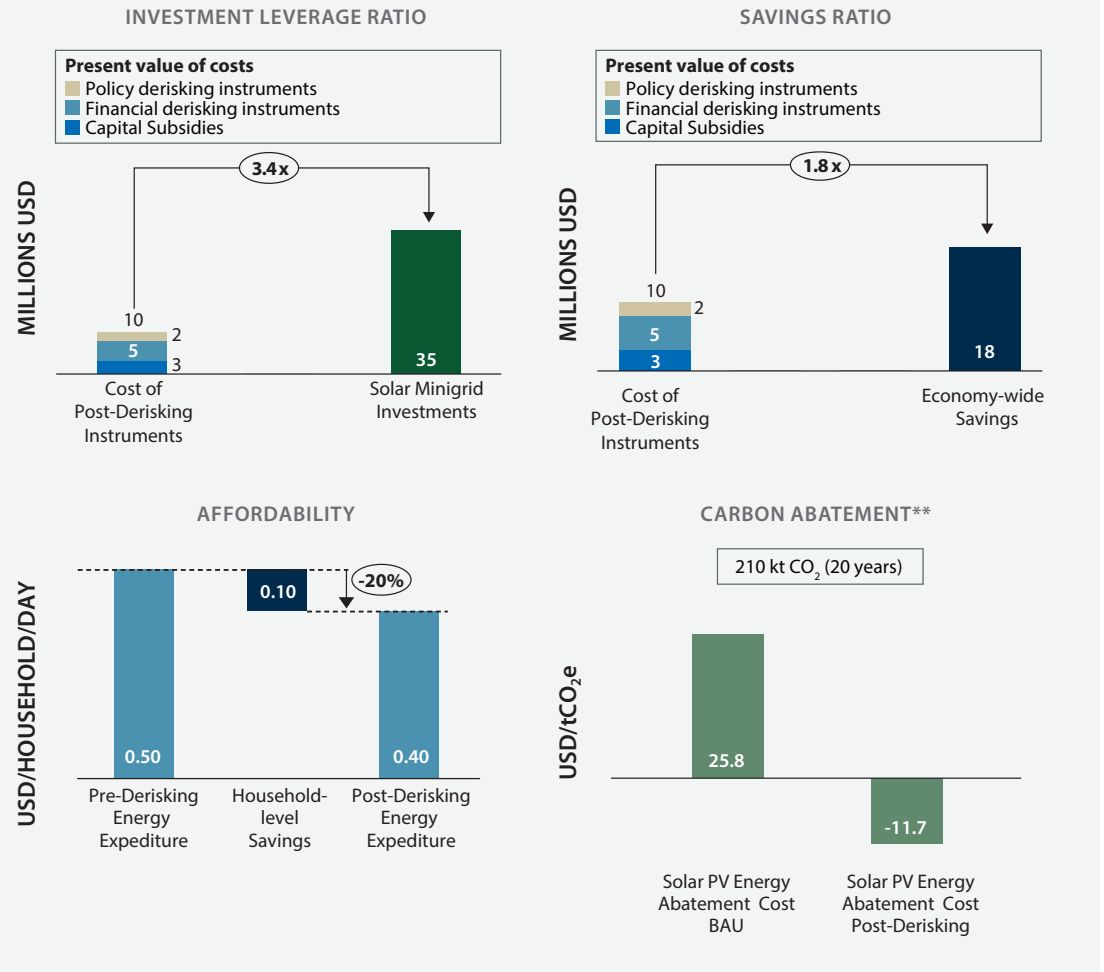 INVESTMENT LEVERAGE RATIO
Present value of costs
Policy derisking instruments
Financial derisking instruments
Capital Subsidies
3.4x
MILLIONS USD
10
2
5
3
35
Cost of
Post-Derisking
Instruments
Solar Minigrid
Investments
SAVINGS RATIO
Present value of costs
Policy derisking instruments
Financial derisking instruments
Capital Subsidies
1.8x
MILLIONS USD
10
2
5
3
18
Cost of
Post-Derisking
Instruments
Economy-wide
Savings
AFFORDABILITY
USD/HOUSEHOLD/DAY
-20%
0.10
0.50
0.40
Pre-Derisking
Energy
Expediture
Household-
level
Savings
Post-Derisking
Energy
Expediture
CARBON ABATEMENT**
210 kt CO₂ (20 years)
USD/tCO₂e
25.8
-11.7
Solar PV Energy
Abatement Cost
BAU
Solar PV Energy
Abatement Cost
Post-Derisking